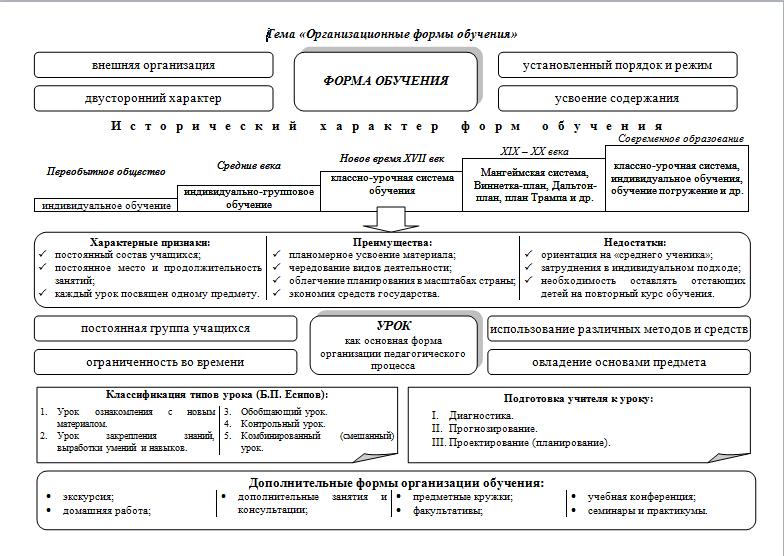 Тема «Организационные формы обучения»
внешняя организация
ФОРМА ОБУЧЕНИЯ
установленный порядок и режим
двусторонний характер
усвоение содержания
Исторический характер форм обучения
Первобытное общество
индивидуальное обучение
Средние века
индивидуально-групповое
обучение
Новое время XVII век
классно-урочная система
обучения
XIX – XX века
Мангеймская система,
Виннетка-план, Дальтон-
план, план Трампа и др.
Современное образование
классно-урочная система,
индивидуальное обучения,
обучение погружение и др.
Характерные признаки:
постоянный состав учащихся;
постоянное место и продолжительность
занятий;
каждый урок посвящен одному предмету.
Преимущества:
планомерное усвоение материала;
чередование видов деятельности;
облегчение планирования в масштабах страны;
экономия средств государства.
Недостатки:
ориентация на «среднего ученика»;
затруднения в индивидуальном подходе;
необходимость оставлять отстающих
детей на повторный курс обучения.
постоянная группа учащихся
УРОК
как основная форма
организации педагогического
процесса
использование различных методов и средств
ограниченность во времени
овладение основами предмета
Классификация типов урока (Б.П. Есипов):
1. Урок ознакомления с новым
материалом.
2. Урок закрепления знаний,
выработки умений и навыков.
3. Обобщающий урок.
4. Контрольный урок.
5. Комбинированный (смешанный)
урок.
Подготовка учителя к уроку:
I. Диагностика.
II. Прогнозирование.
III. Проектирование (планирование).
Дополнительные формы организации обучения:
• экскурсия;
• домашняя работа;
• дополнительные занятия и
консультации;
• предметные кружки;
• факультативы;
• учебная конференция;
• семинары и практикумы.